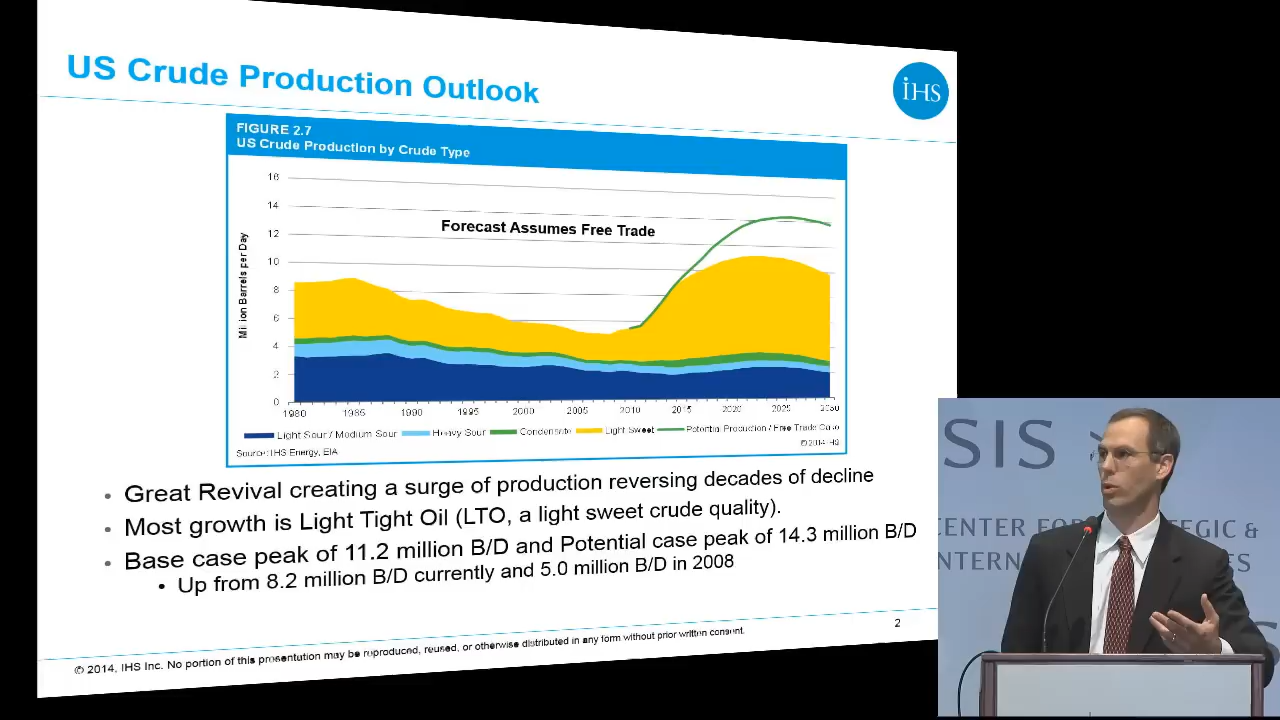 US Crude Production Outlook
IHS
FIGURE 2.7
US Crude Production by Crude Type
Million Barrels per Day
16
14
12
10
8
6
4
2
0
Forecast Assumes Free Trade
1980 1985 1990 1995 2000 2005 2010 2015 2020 2025 2030
Light Sour / Medium Sour Heavy Sour Condensate Light Sweet Potential Production / Free Trade Case
Source: IHS Energy, EIA
© 2014 IHS
• Great Revival creating a surge of production reversing decades of decline
• Most growth is Light Tight Oil (LTO, a light sweet crude quality).
• Base case peak of 11.2 million B/D and Potential case peak of 14.3 million B/D
• Up from 8.2 million B/D currently and 5.0 million B/D in 2008
2
© 2014, IHS Inc. No portion of this presentation may be reproduced, reused, or otherwise distributed in any form without prior written consent.
SIS
CENTER FOR